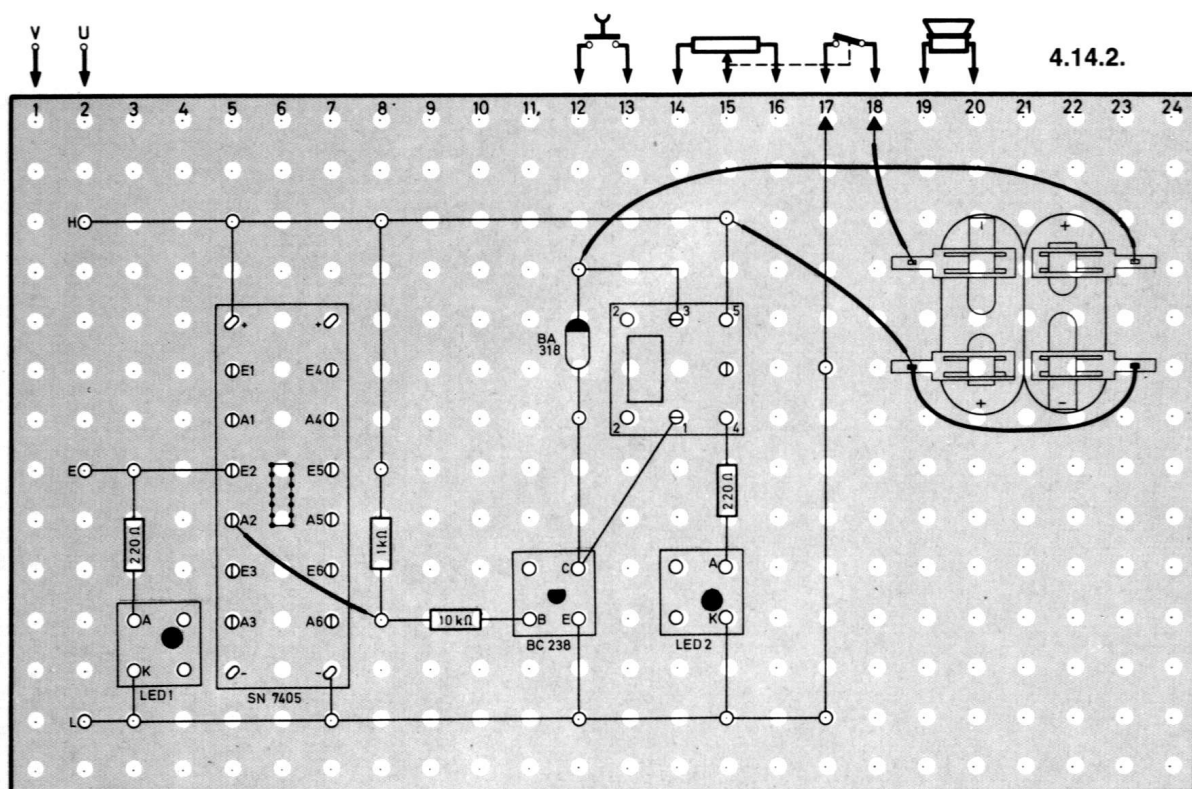 V U
4.14.2.
1 2 3 4 5 6 7 8 9 10 11, 12 13 14 15 16 17 18 19 20 21 22 23 24
H
+ +
2 3 5
BA
318
E1 E4
A1 A4
2 1 4
- +
+ -
E E2 E5
220Ω
A2 A5
220Ω
1kΩ
E3 E6
C A
A A3 A6
10kΩ
B E K
BC 238 LED2
K - -
LED1 SN 7405
L